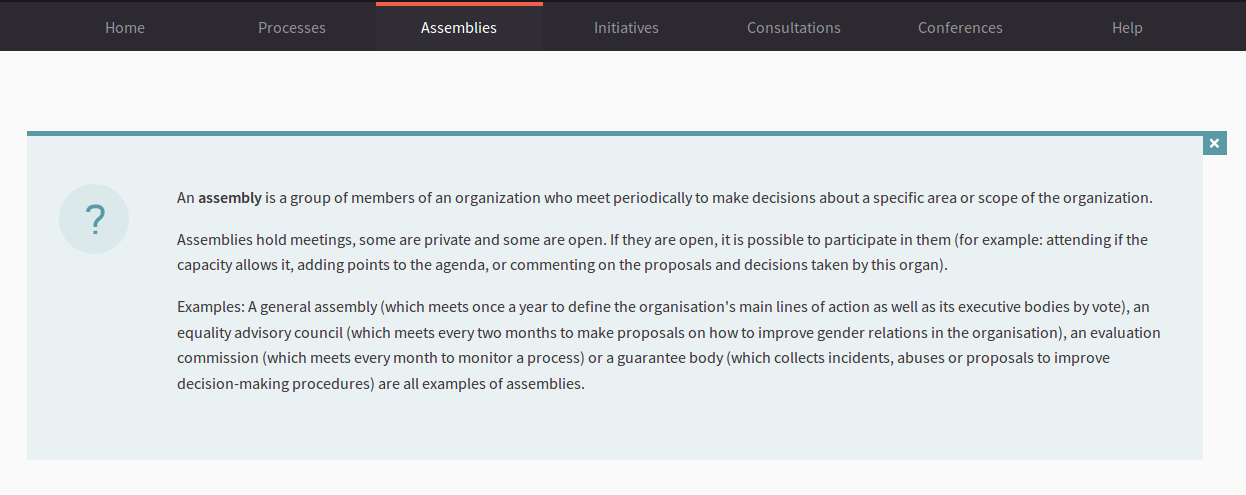 Home Processes Assemblies Initiatives Consultations Conferences Help
×
?
An assembly is a group of members of an organization who meet periodically to make decisions about a specific area or scope of the organization.
Assemblies hold meetings, some are private and some are open. If they are open, it is possible to participate in them (for example: attending if the
capacity allows it, adding points to the agenda, or commenting on the proposals and decisions taken by this organ).
Examples: A general assembly (which meets once a year to define the organisation's main lines of action as well as its executive bodies by vote), an
equality advisory council (which meets every two months to make proposals on how to improve gender relations in the organisation), an evaluation
commission (which meets every month to monitor a process) or a guarantee body (which collects incidents, abuses or proposals to improve
decision-making procedures) are all examples of assemblies.